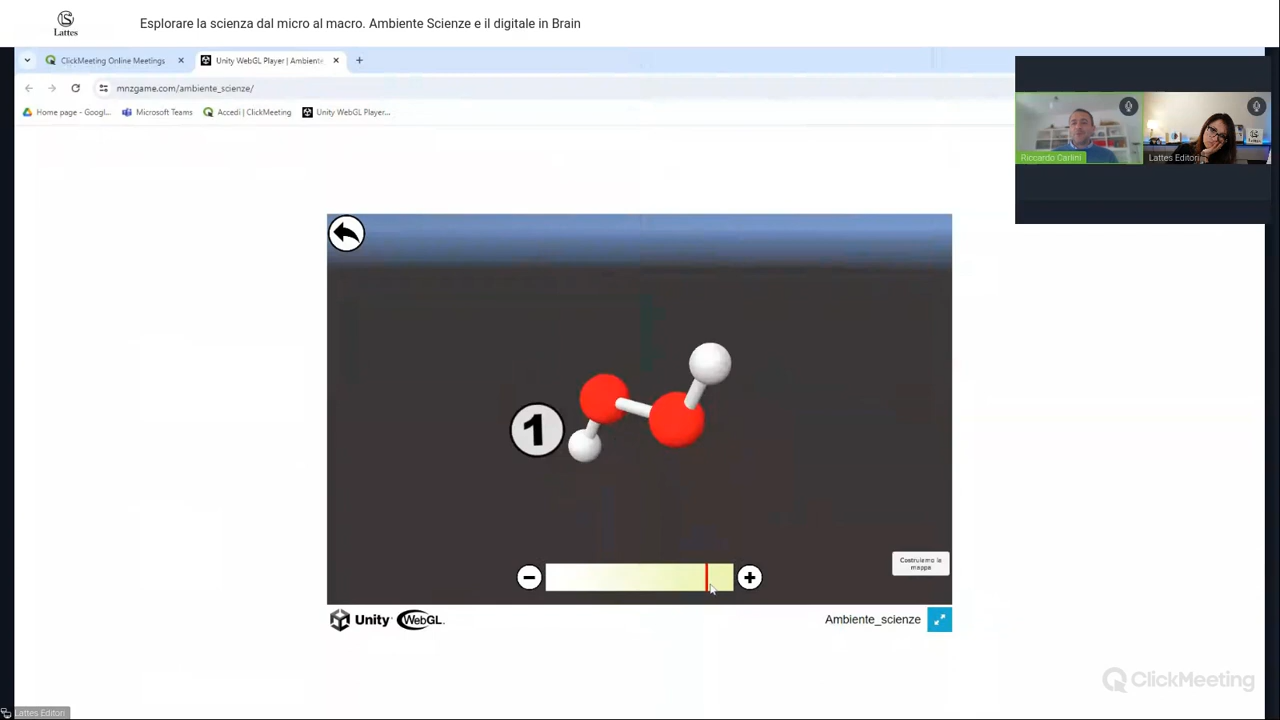 Lattes
Esplorare la scienza dal micro al macro. Ambiente Scienze e il digitale in Brain
ClickMeeting Online Meetings
Unity WebGL Player | Ambiente
mnzgame.com/ambiente_scienze/
Home page - Googl...
Microsoft Teams
Accedi | ClickMeeting
Unity WebGL Player...
Riccardo Carlini
Lattes Editori
1
Costruiamo la
mappa
Unity WebGL.
Ambiente_scienze
ClickMeeting
Lattes Editori